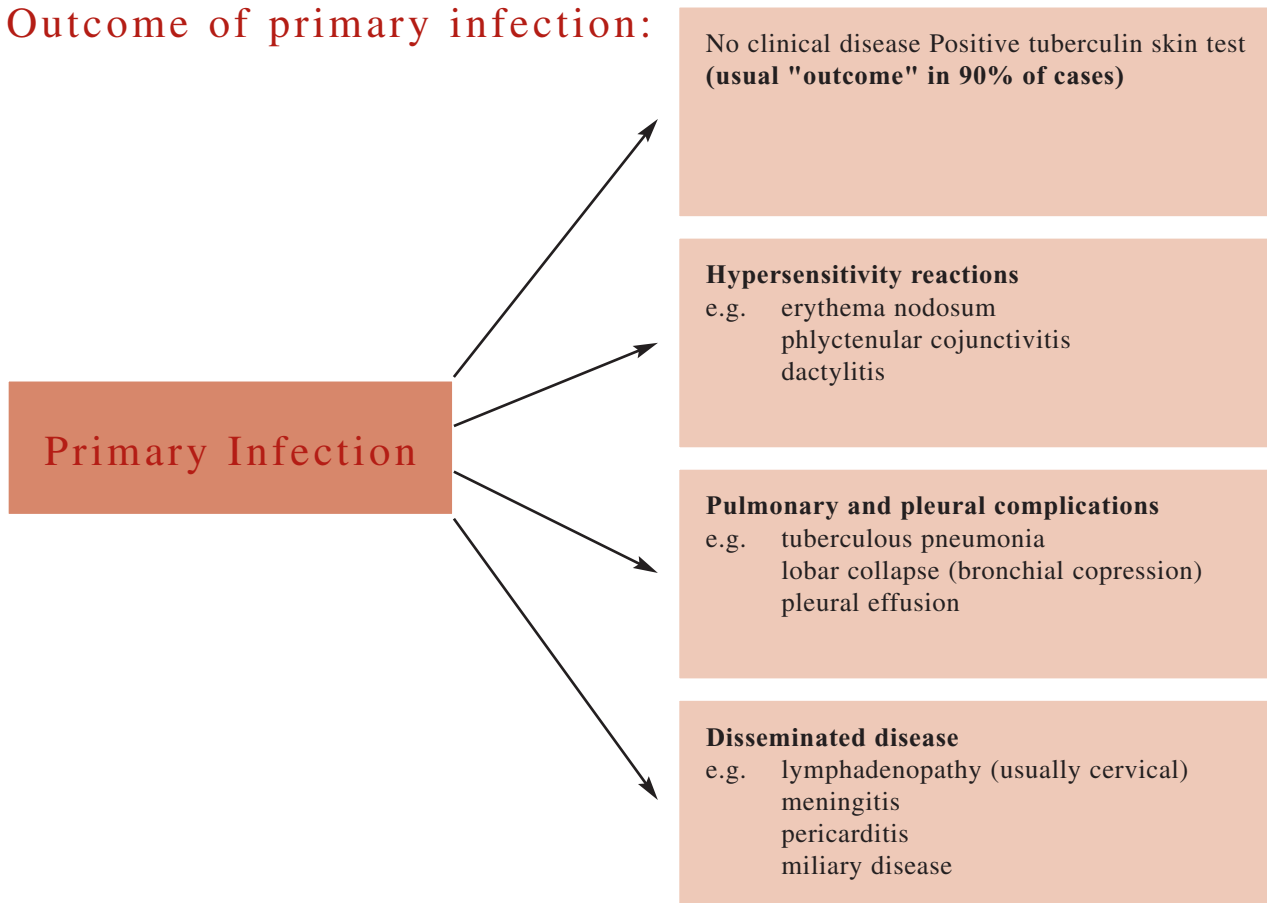 Outcome of primary infection:
No clinical disease Positive tuberculin skin test
(usual "outcome" in 90% of cases)
Hypersensitivity reactions
e.g. erythema nodosum
phlyctenular cojunctivitis
dactylitis
Primary Infection
Pulmonary and pleural complications
e.g. tuberculous pneumonia
lobar collapse (bronchial copression)
pleural effusion
Disseminated disease
e.g. lymphadenopathy (usually cervical)
meningitis
pericarditis
miliary disease